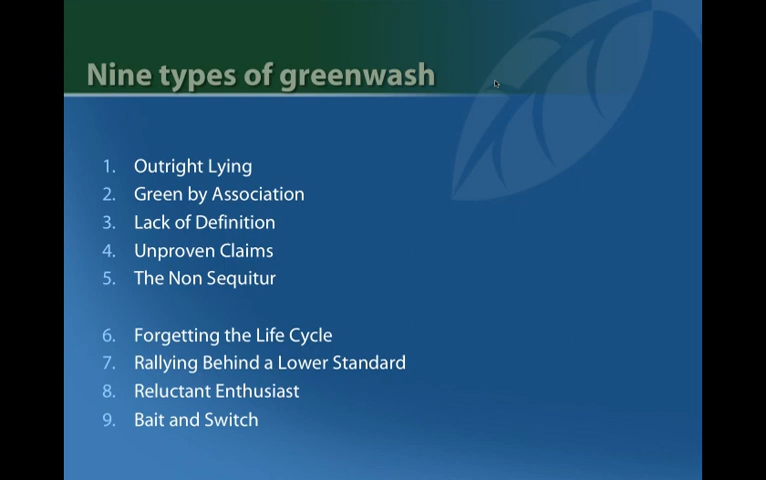 Nine types of greenwash
1. Outright Lying
2. Green by Association
3. Lack of Definition
4. Unproven Claims
5. The Non Sequitur
6. Forgetting the Life Cycle
7. Rallying Behind a Lower Standard
8. Reluctant Enthusiast
9. Bait and Switch